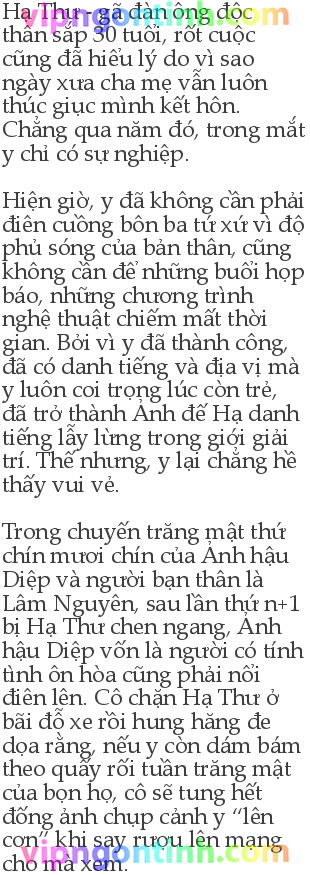 Hạ Thư - gã đàn ông độc
thân sắp 30 tuổi, rốt cuộc
cũng đã hiểu lý do vì sao
ngày xưa cha mẹ vẫn luôn
thúc giục mình kết hôn.
Chẳng qua năm đó, trong mắt
y chỉ có sự nghiệp.
Hiện giờ, y đã không cần phải
điên cuồng bôn ba tứ xứ vì độ
phủ sóng của bản thân, cũng
không cần để những buổi họp
báo, những chương trình
nghệ thuật chiếm mất thời
gian. Bởi vì y đã thành công,
đã có danh tiếng và địa vị mà
y luôn coi trọng lúc còn trẻ,
đã trở thành Ảnh đế Hạ danh
tiếng lẫy lừng trong giới giải
trí. Thế nhưng, y lại chẳng hề
thấy vui vẻ.
Trong chuyến trăng mật thứ
chín mươi chín của Ảnh hậu
Diệp và người bạn thân là
Lâm Nguyên, sau lần thứ n+1
bị Hạ Thư chen ngang, Ảnh
hậu Diệp vốn là người có tính
tình ôn hòa cũng phải nổi
điên lên. Cô chặn Hạ Thư ở
bãi đỗ xe rồi hung hăng đe
dọa rằng, nếu y còn dám bám
theo quấy rối tuần trăng mật
của bọn họ, cô sẽ tung hết
đống ảnh chụp cảnh y “lên
cơn” khi say rượu lên mạng
cho mà xem.
vipngontinh.com
vipngontinh.com